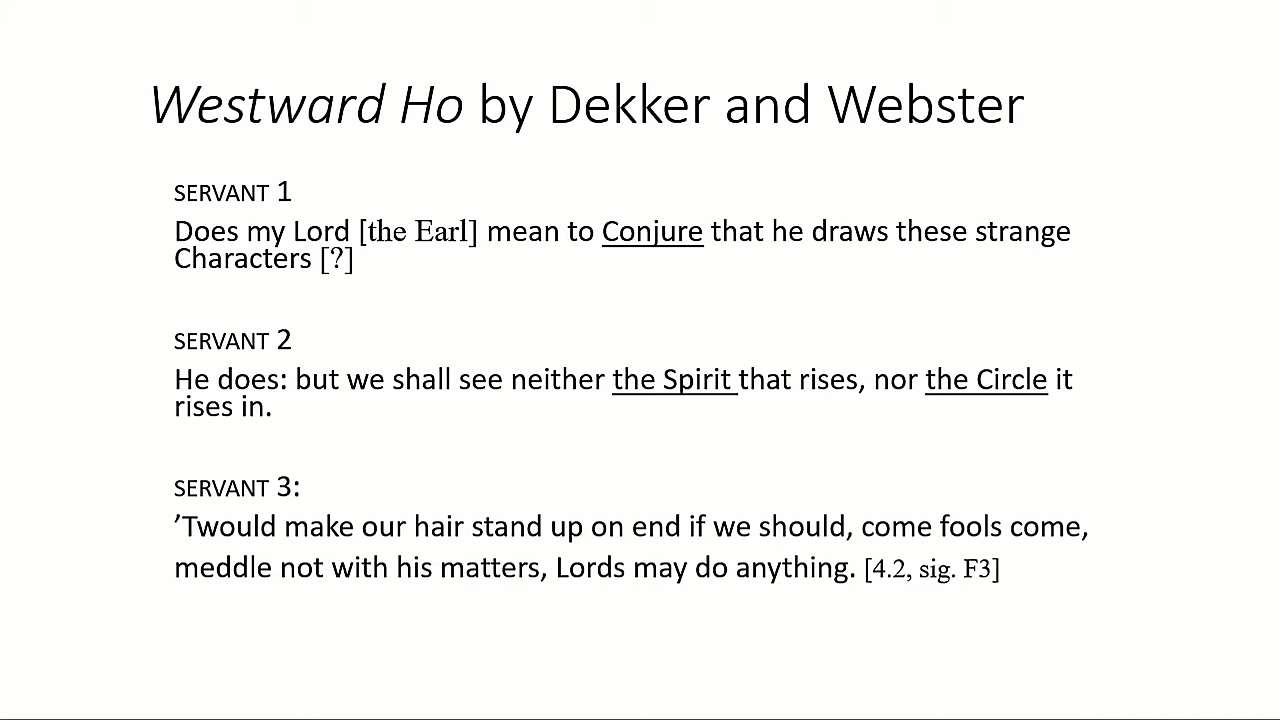 Westward Ho by Dekker and Webster
SERVANT 1
Does my Lord [the Earl] mean to Conjure that he draws these strange
Characters [?]
SERVANT 2
He does: but we shall see neither the Spirit that rises, nor the Circle it
rises in.
SERVANT 3:
’Twould make our hair stand up on end if we should, come fools come,
meddle not with his matters, Lords may do anything. [4.2, sig. F3]